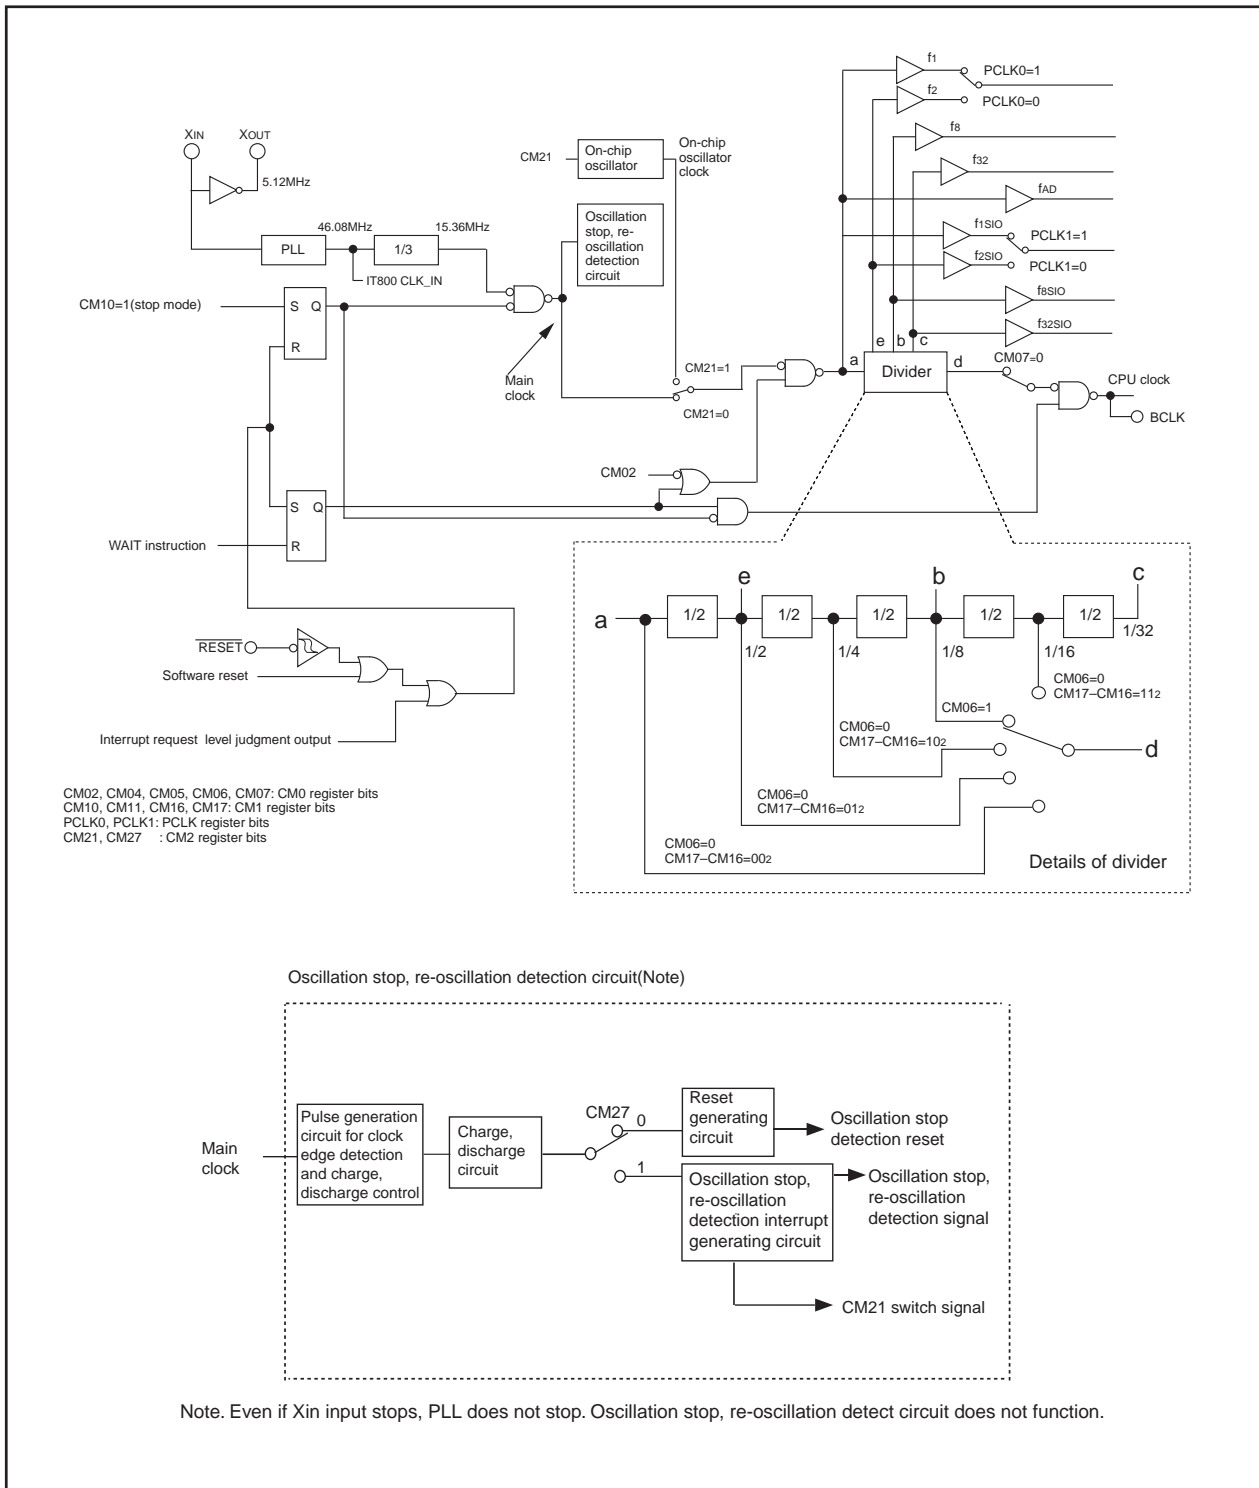 f1
PCLK0=1
f2
PCLK0=0
XIN
XOUT
f8
5.12MHz
CM21
On-chip
oscillator
On-chip
oscillator
clock
f32
fAD
46.08MHz
15.36MHz
Oscillation
stop, re-
oscillation
detection
circuit
f1SIO
PCLK1=1
PLL
1/3
f2SIO
PCLK1=0
IT800 CLK_IN
f8SIO
CM10=1(stop mode)
S Q
R
f32SIO
e b c
Main
clock
CM21=1
CM21=0
a
Divider
d
CM07=0
CPU clock
BCLK
CM02
S Q
R
WAIT instruction
e
b
c
a
1/2
1/2
1/2
1/2
1/2
1/2
1/4
1/8
1/16
1/32
RESET
Software reset
Interrupt request level judgment output
CM06=0
CM17–CM16=112
CM06=1
CM06=0
CM17–CM16=102
d
CM06=0
CM17–CM16=012
CM06=0
CM17–CM16=002
Details of divider
CM02, CM04, CM05, CM06, CM07: CM0 register bits
CM10, CM11, CM16, CM17: CM1 register bits
PCLK0, PCLK1: PCLK register bits
CM21, CM27 : CM2 register bits
Oscillation stop, re-oscillation detection circuit(Note)
Main
clock
Pulse generation
circuit for clock
edge detection
and charge,
discharge control
Charge,
discharge
circuit
CM27
0
1
Reset
generating
circuit
Oscillation stop
detection reset
Oscillation stop,
re-oscillation
detection interrupt
generating circuit
Oscillation stop,
re-oscillation
detection signal
CM21 switch signal
Note. Even if Xin input stops, PLL does not stop. Oscillation stop, re-oscillation detect circuit does not function.